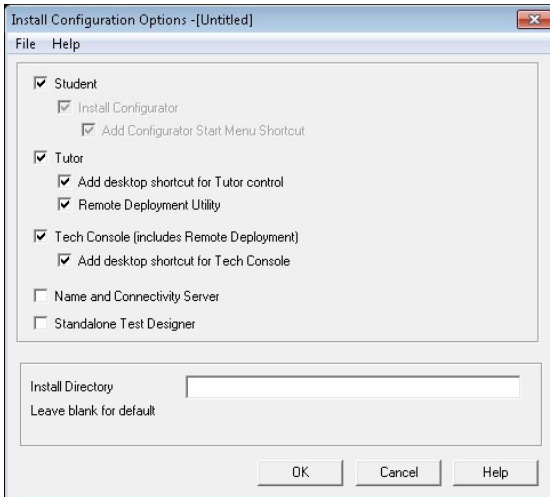 Install Configuration Options -[Untitled]
File Help
Student
Install Configurator
Add Configurator Start Menu Shortcut
Tutor
Add desktop shortcut for Tutor control
Remote Deployment Utility
Tech Console (includes Remote Deployment)
Add desktop shortcut for Tech Console
Name and Connectivity Server
Standalone Test Designer
Install Directory
Leave blank for default
OK Cancel Help